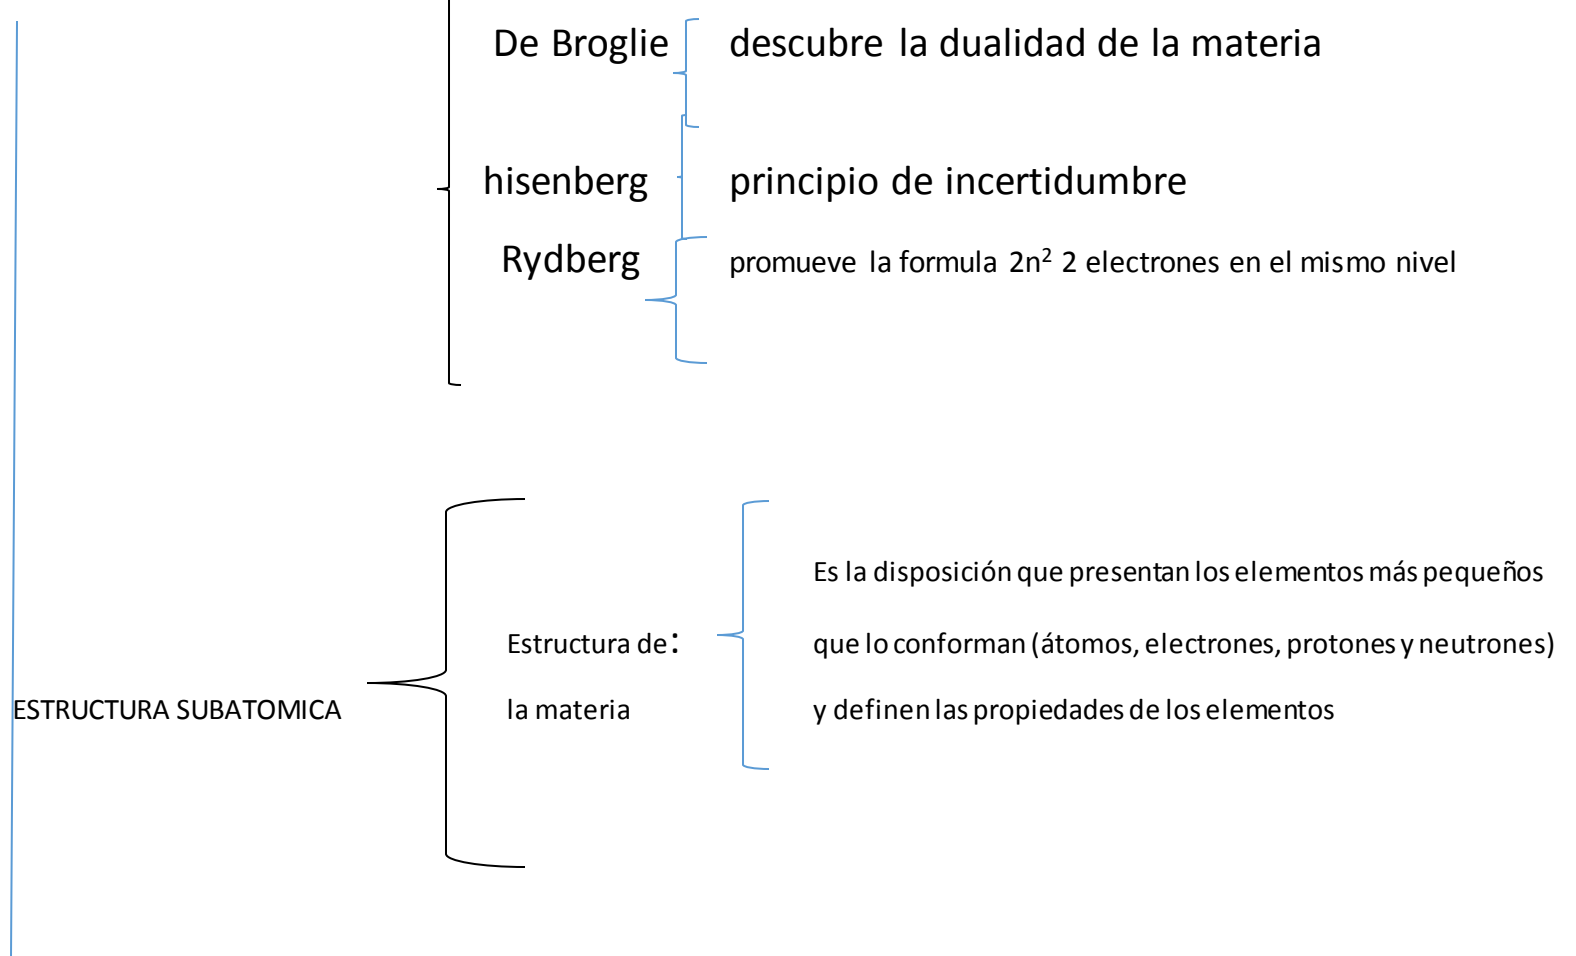 De Broglie descubre la dualidad de la materia
hisenberg principio de incertidumbre
Rydberg promueve la formula 2n² 2 electrones en el mismo nivel
Es la disposición que presentan los elementos más pequeños
Estructura de: que lo conforman (átomos, electrones, protones y neutrones)
ESTRUCTURA SUBATOMICA la materia y definen las propiedades de los elementos